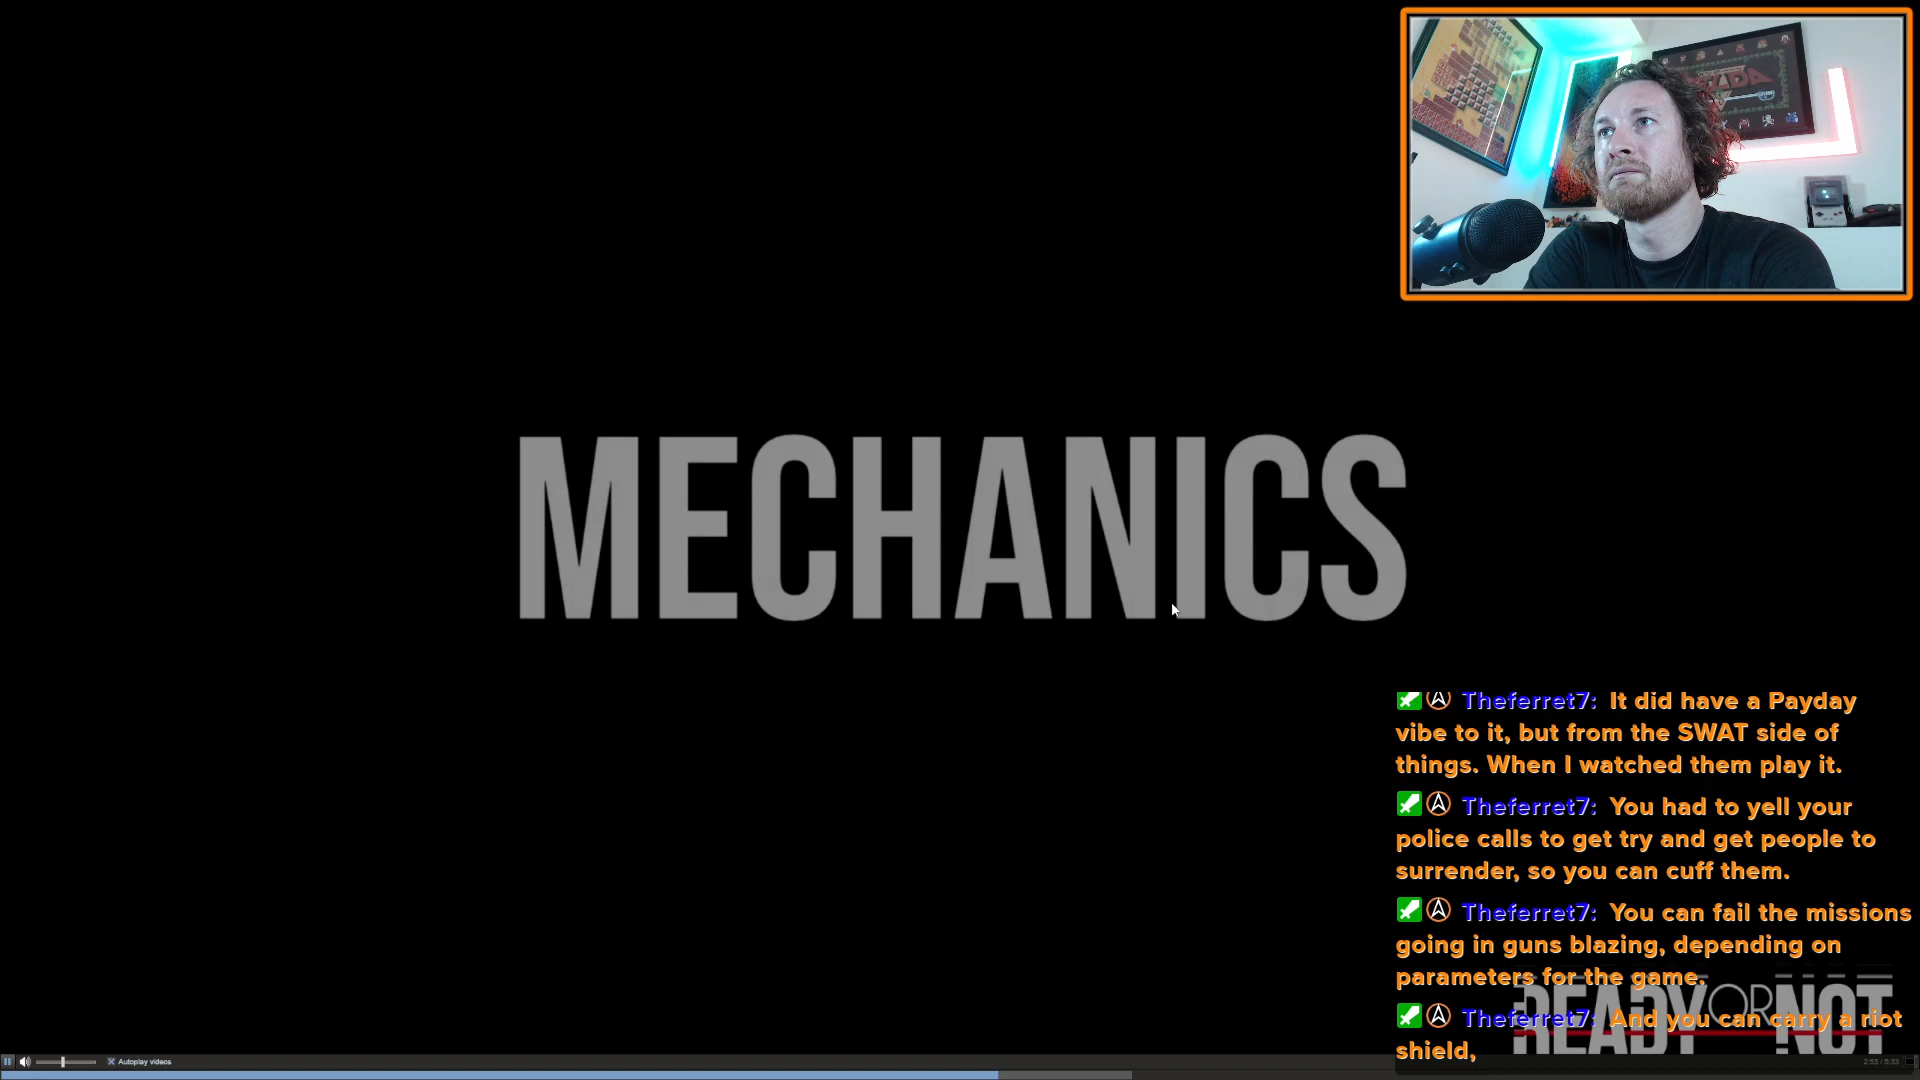 MECHANICS
Theferret7: It did have a Payday
vibe to it, but from the SWAT side of
things. When I watched them play it.
Theferret7: You had to yell your
police calls to get try and get people to
surrender, so you can cuff them.
Theferret7: You can fail the missions
going in guns blazing, depending on
parameters for the game.
Theferret7: And you can carry a riot
shield,
READY OR NOT
Autoplay videos